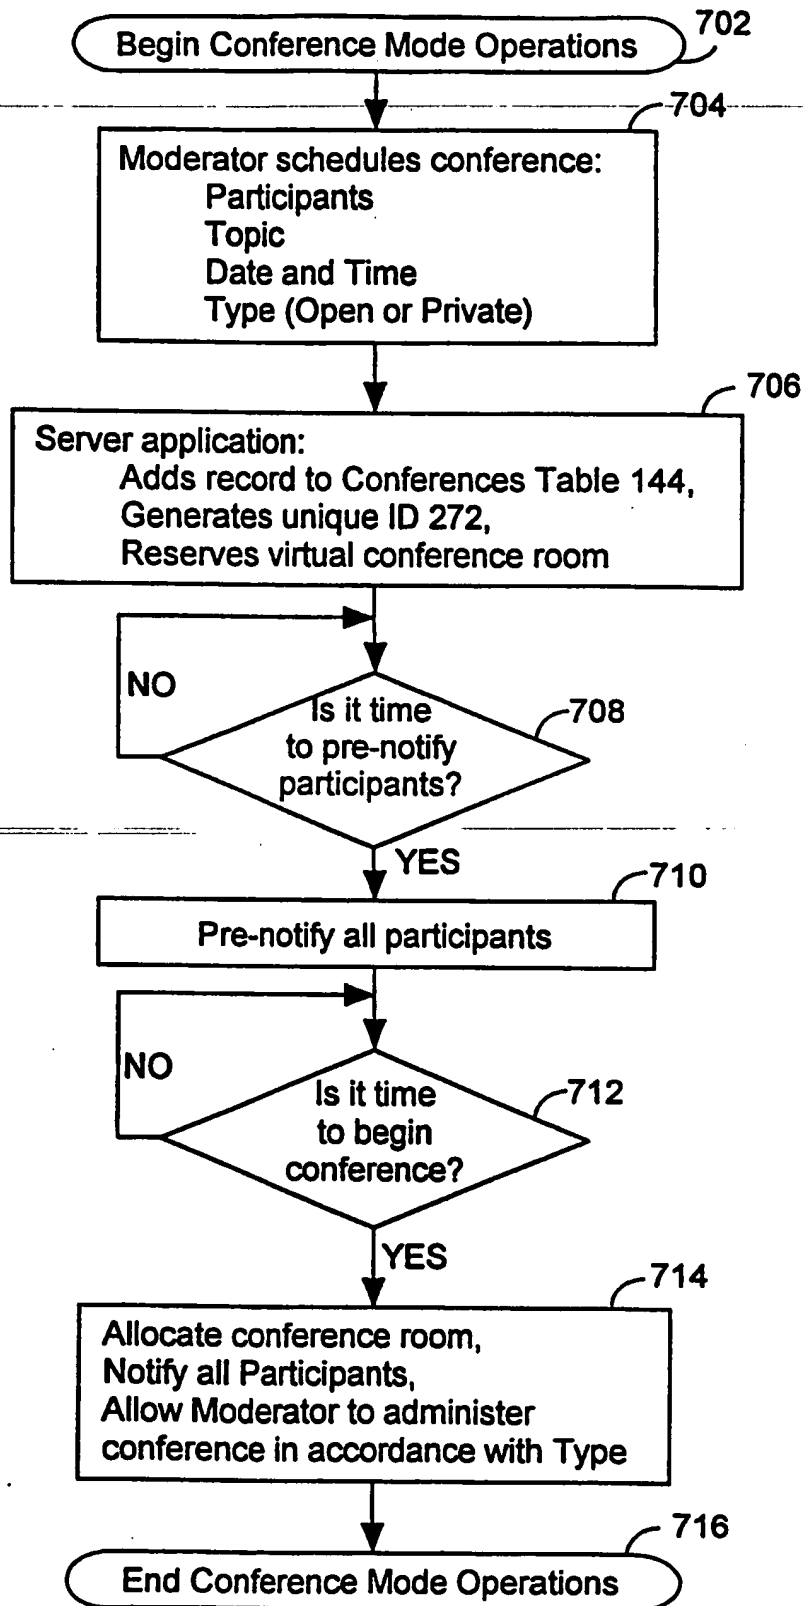 Begin Conference Mode Operations
702
704
Moderator schedules conference:
Participants
Topic
Date and Time
Type (Open or Private)
706
Server application:
Adds record to Conferences Table 144,
Generates unique ID 272,
Reserves virtual conference room
NO
Is it time
to pre-notify
participants?
708
YES
710
Pre-notify all participants
NO
Is it time
to begin
conference?
712
YES
714
Allocate conference room,
Notify all Participants,
Allow Moderator to administer
conference in accordance with Type
716
End Conference Mode Operations